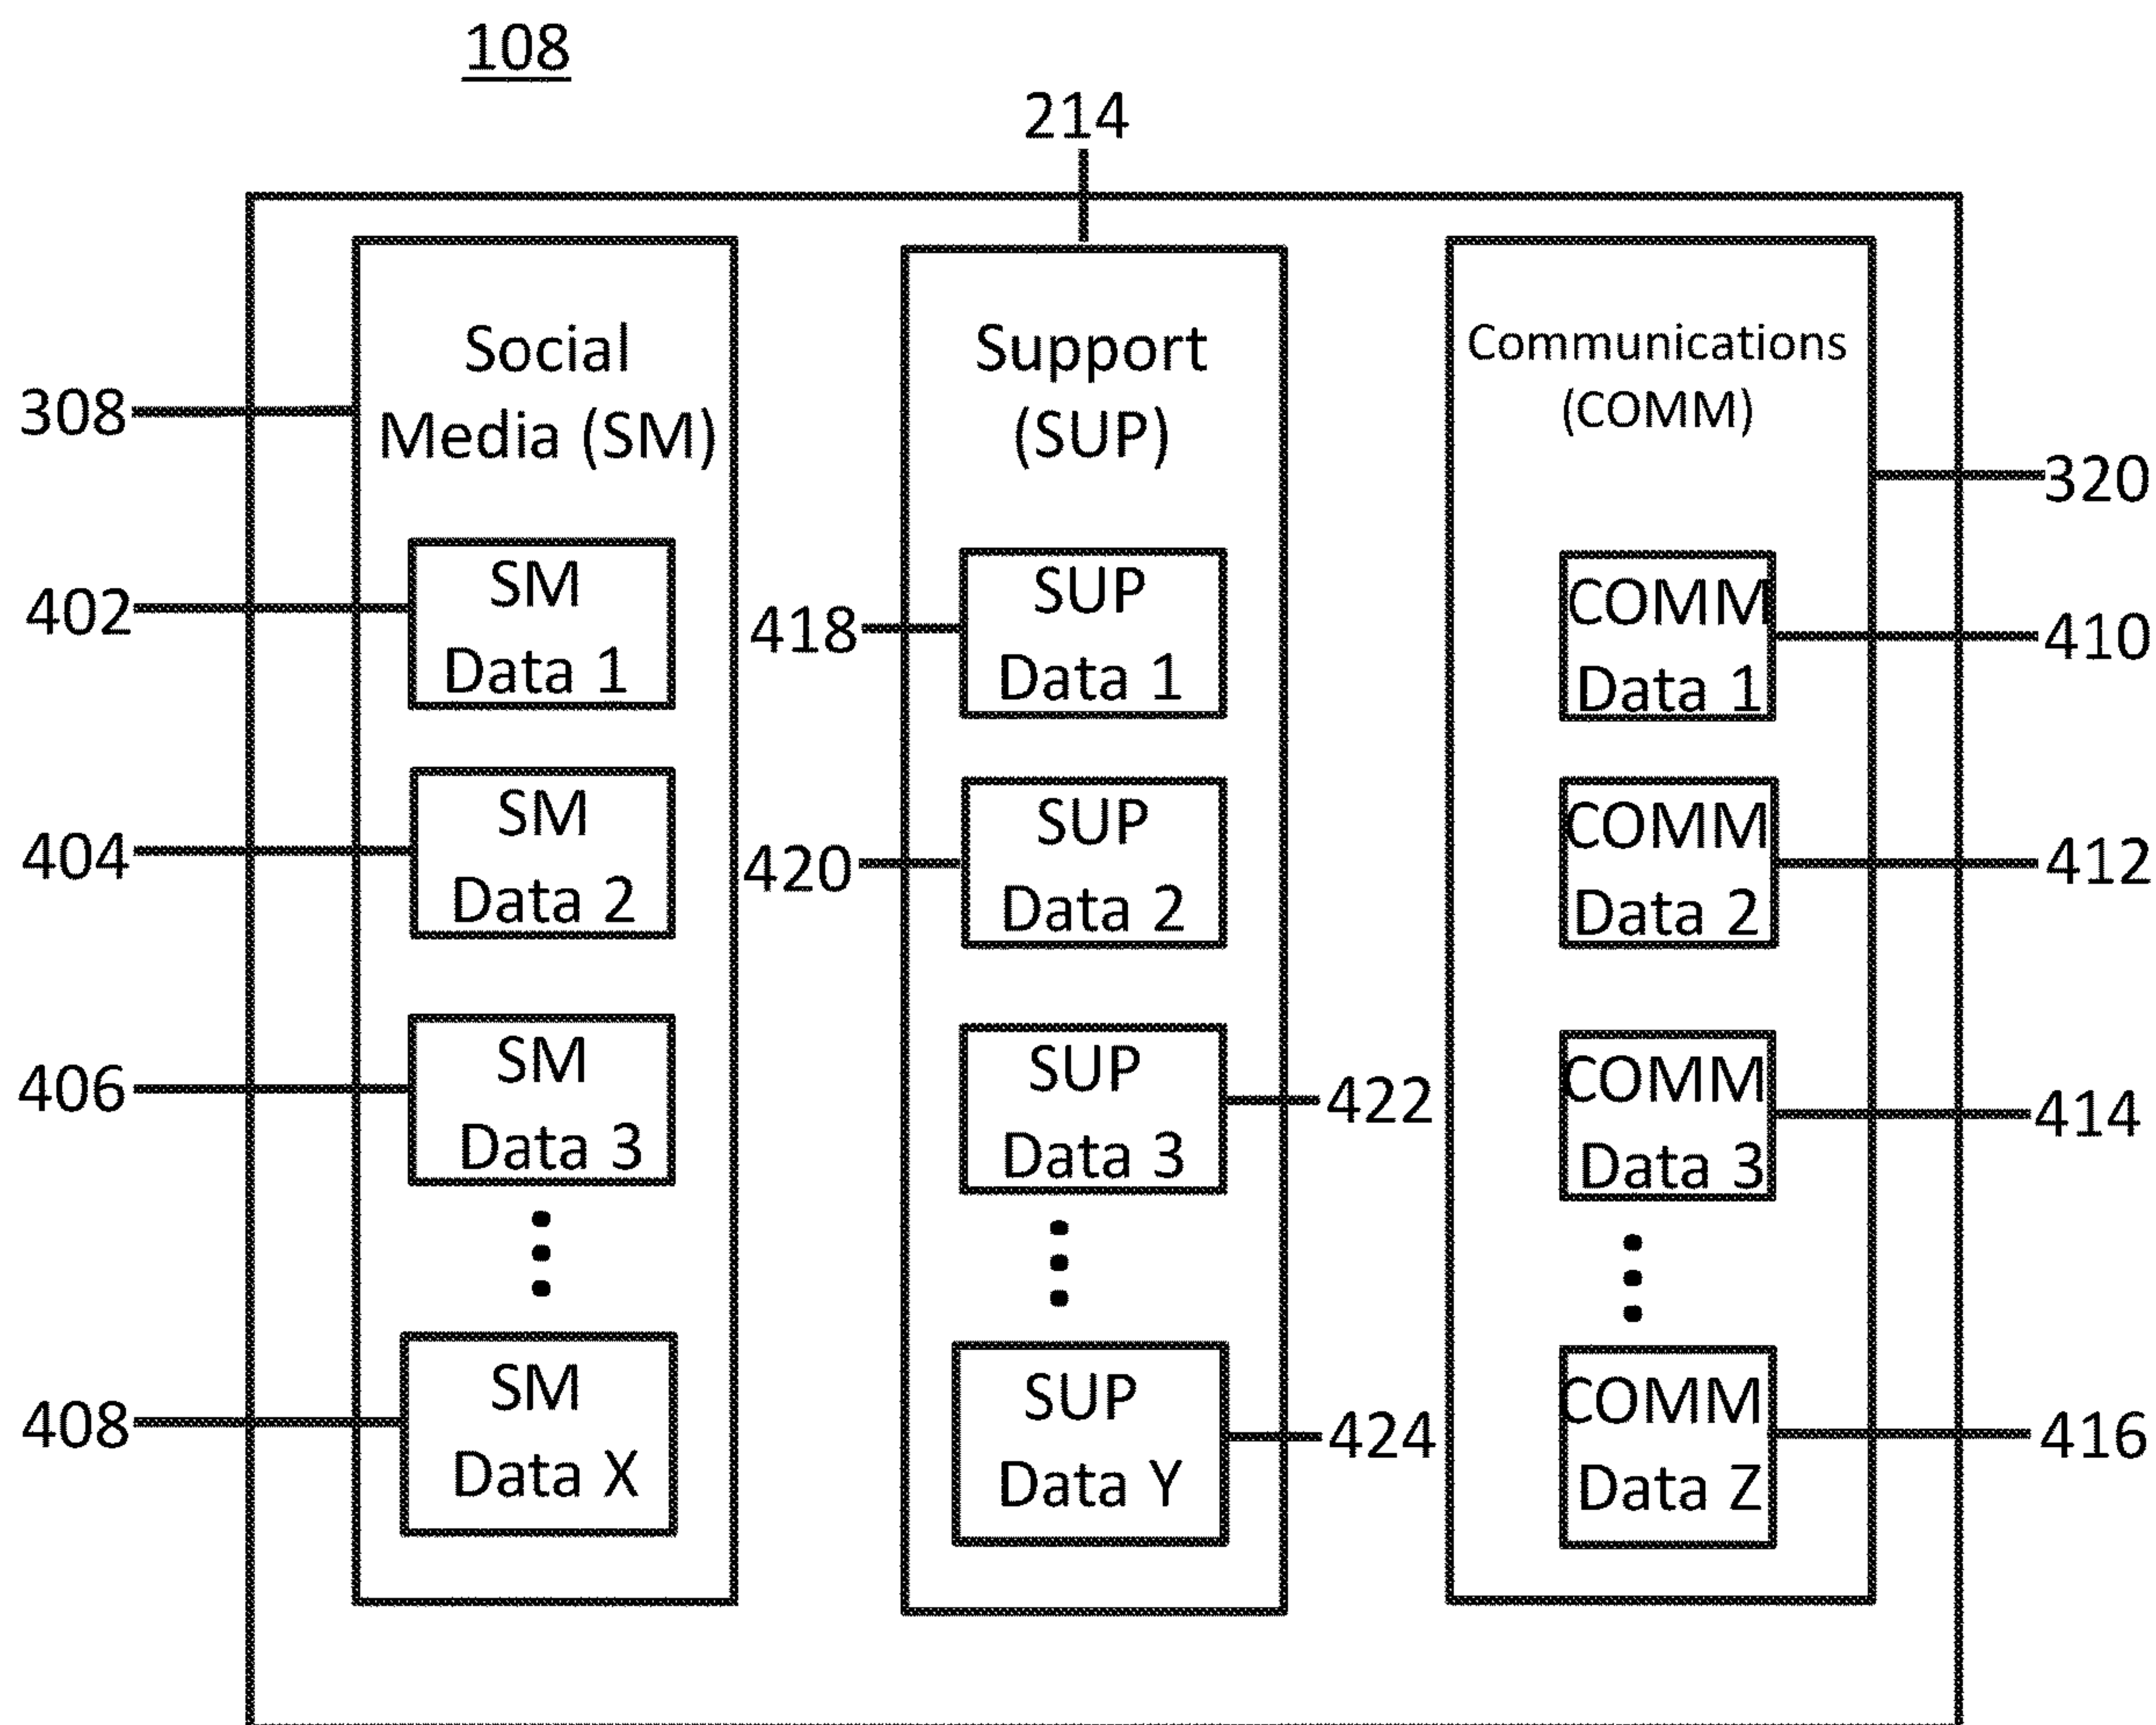 108
214
308
Social
Media (SM)
402
SM
Data 1
404
SM
Data 2
406
SM
Data 3
408
SM
Data X
Support
(SUP)
418
SUP
Data 1
420
SUP
Data 2
SUP
Data 3
422
SUP
Data Y
424
Communications
(COMM)
320
COMM
Data 1
410
COMM
Data 2
412
COMM
Data 3
414
COMM
Data Z
416